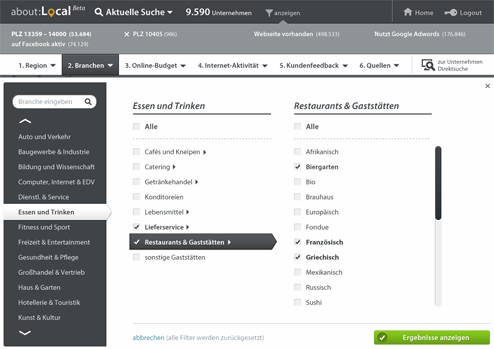 about:Local Beta
Aktuelle Suche
9.590 Unternehmen
anzeigen
Home
Logout
PLZ 13359 – 14000 (53,684)
PLZ 10405 (986)
Webseite vorhanden (498,533)
Nutzt Google Adwords (176,846)
auf Facebook aktiv (74.129)
1. Region
2. Branchen
3. Online-Budget
4. Internet-Aktivität
5. Kundenfeedback
6. Quellen
zur Unternehmen
Direktsuche
Branche eingeben
Auto und Verkehr
Baugewerbe & Industrie
Bildung und Wissenschaft
Computer, Internet & EDV
Dienstl. & Service
Essen und Trinken
Fitness und Sport
Freizeit & Entertainment
Gesundheit & Pflege
Großhandel & Vertrieb
Haus & Garten
Hotellerie & Touristik
Kunst & Kultur
Essen und Trinken
Alle
Cafés und Kneipen
Catering
Getränkehandel
Konditoreien
Lebensmittel
Lieferservice
Restaurants & Gaststätten
sonstige Gaststätten
Restaurants & Gaststätten
Alle
Afrikanisch
Biergarten
Bio
Brauhaus
Europäisch
Fondue
Französisch
Griechisch
Mexikanisch
Russisch
Sushi
abbrechen (alle Filter werden zurückgesetzt)
Ergebnisse anzeigen